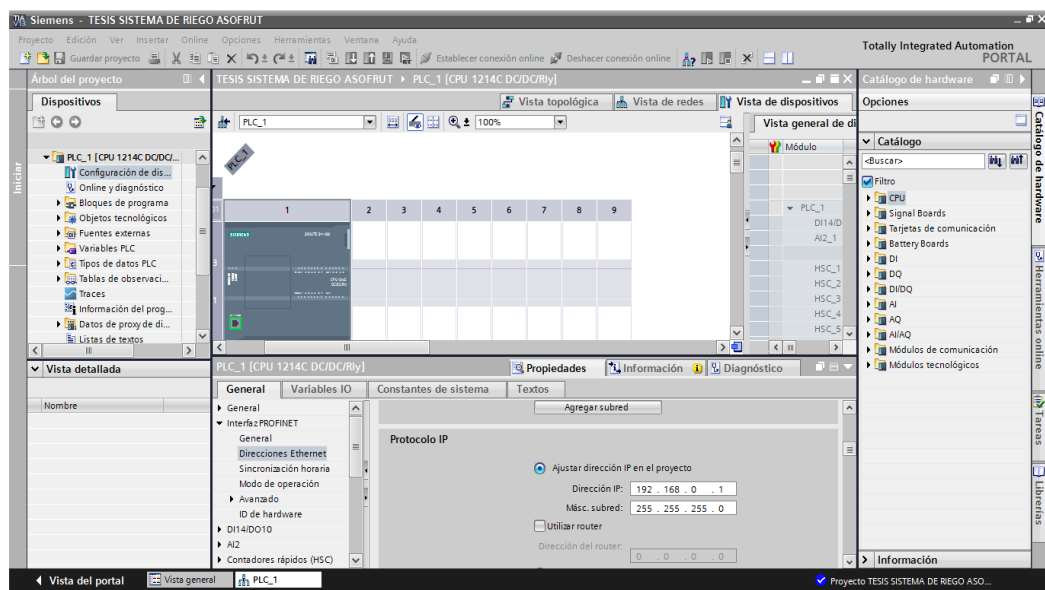 Siemens - TESIS SISTEMA DE RIEGO ASOFRUT
Proyecto Edición Ver Insertar Online Opciones Herramientas Ventana Ayuda
Guardar proyecto Establecer conexión online Deshacer conexión online
Totally Integrated Automation
PORTAL
Árbol del proyecto
Dispositivos
PLC_1 [CPU 1214C DC/DC/...
Configuración de dis...
Online y diagnóstico
Bloques de programa
Objetos tecnológicos
Fuentes externas
Variables PLC
Tipos de datos PLC
Tablas de observaci...
Traces
Información del prog...
Datos de proxy de di...
Listas de textos
Vista detallada
Nombre
Iniciar
TESIS SISTEMA DE RIEGO ASOFRUT PLC_1 [CPU 1214C DC/DC/Rly]
Vista topológica Vista de redes Vista de dispositivos
PLC_1 100%
PLC_1
1 2 3 4 5 6 7 8 9
SIEMENS
Vista general de di
Módulo
PLC_1
DI14/D
AI2_1
HSC_1
HSC_2
HSC_3
HSC_4
HSC_5
PLC_1 [CPU 1214C DC/DC/Rly]
Propiedades Información Diagnóstico
General Variables IO Constantes de sistema Textos
General
Interfaz PROFINET
General
Direcciones Ethernet
Sincronización horaria
Modo de operación
Avanzado
ID de hardware
DI14/DO10
AI2
Contadores rápidos (HSC)
Agregar subred
Protocolo IP
Ajustar dirección IP en el proyecto
Dirección IP: 192 . 168 . 0 . 1
Másc. subred: 255 . 255 . 255 . 0
Utilizar router
Dirección del router: 0 . 0 . 0 . 0
Catálogo de hardware
Opciones
Catálogo
<Buscar>
Filtro
CPU
Signal Boards
Tarjetas de comunicación
Battery Boards
DI
DQ
DI/DQ
AI
AQ
AI/AQ
Módulos de comunicación
Módulos tecnológicos
Información
Catálogo de hardware
Herramientas online
Tareas
Librerías
Vista del portal Vista general PLC_1
Proyecto TESIS SISTEMA DE RIEGO ASO...